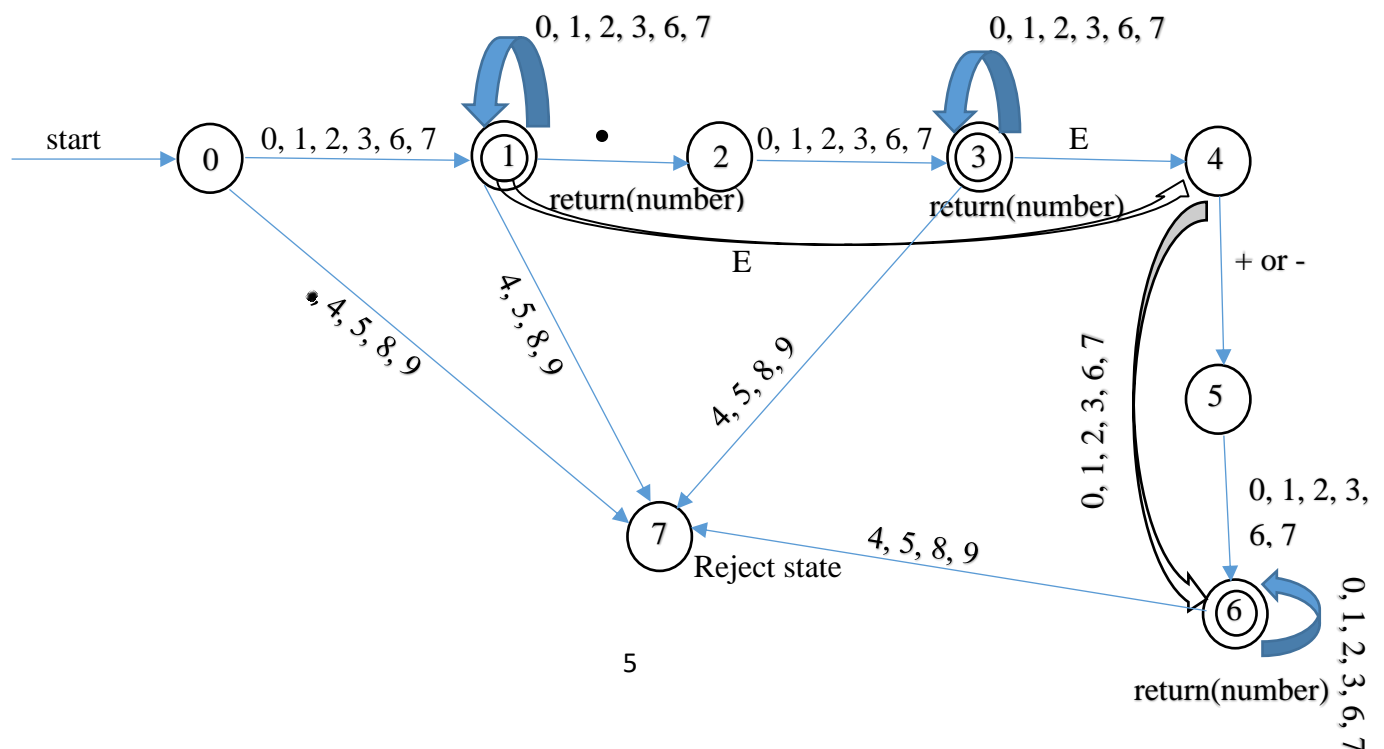 0, 1, 2, 3, 6, 7
0, 1, 2, 3, 6, 7
start
0
0, 1, 2, 3, 6, 7
1
•
2
0, 1, 2, 3, 6, 7
3
E
4
return(number)
return(number)
E
+ or -
., 4, 5, 8, 9
4, 5, 8, 9
4, 5, 8, 9
0, 1, 2, 3, 6, 7
5
0, 1, 2, 3,
6, 7
7
Reject state
4, 5, 8, 9
6
0, 1, 2, 3, 6, 7
return(number)
5